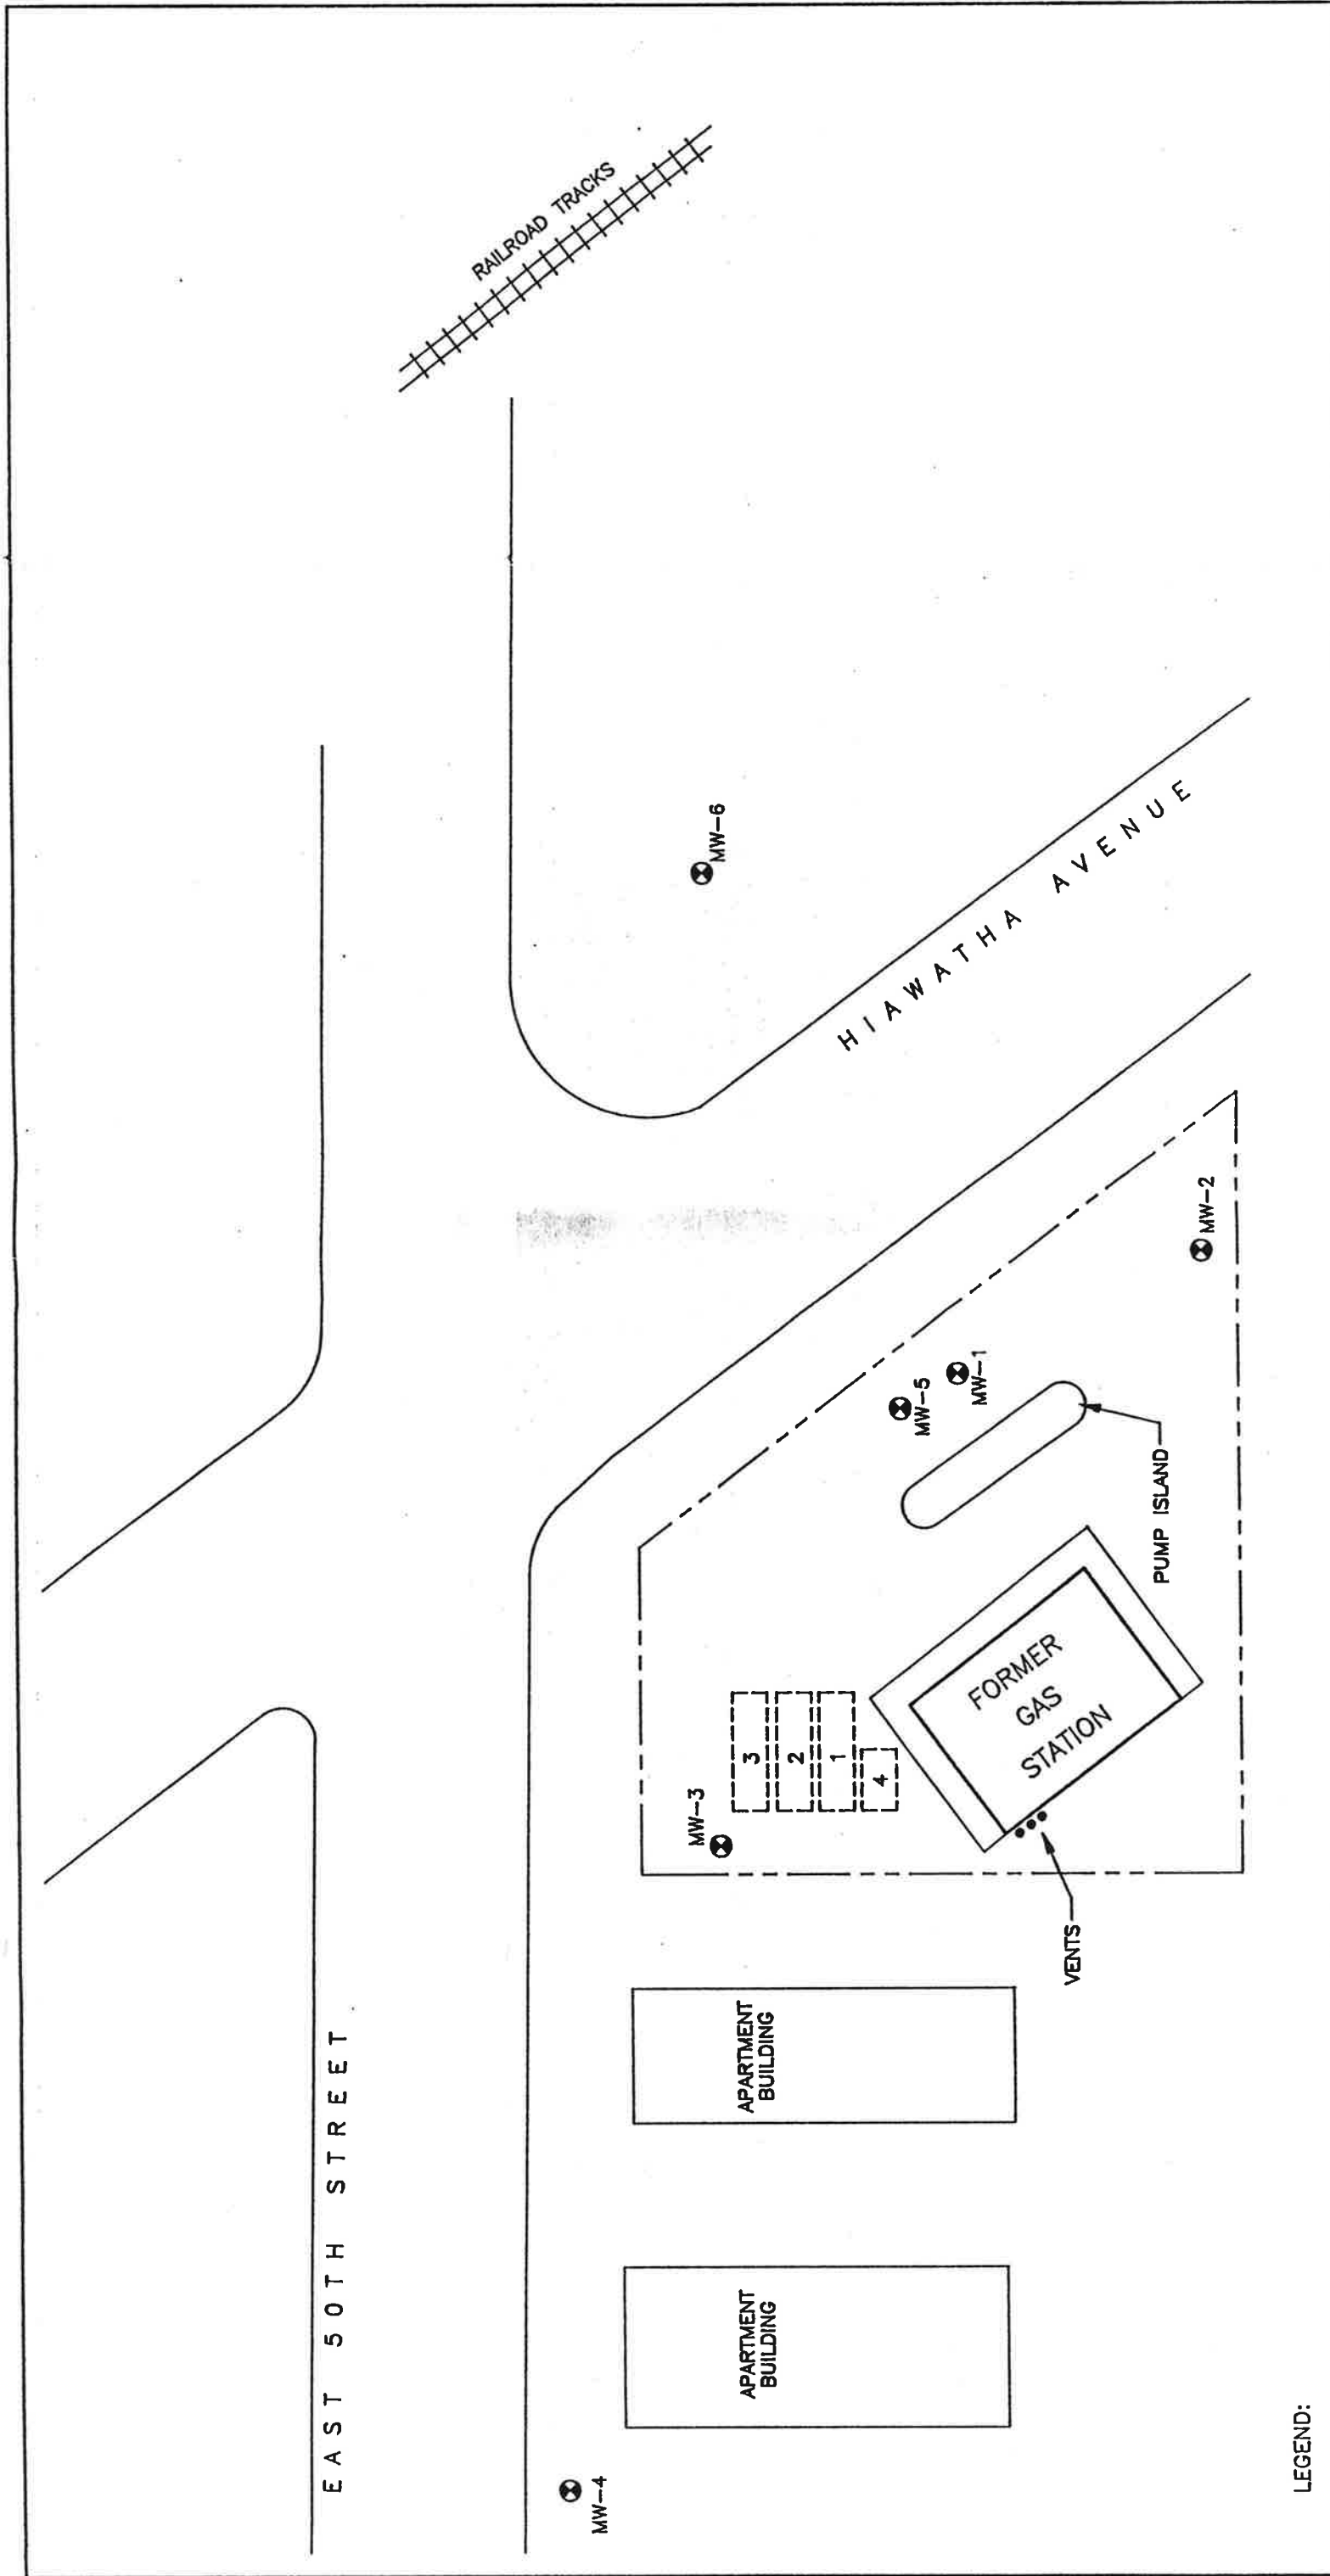 EAST 50TH STREET
RAILROAD TRACKS
MW-4
MW-3
MW-6
APARTMENT
BUILDING
APARTMENT
BUILDING
3
2
1
4
MW-5
MW-1
HIAWATHA AVENUE
FORMER
GAS
STATION
VENTS
PUMP ISLAND
MW-2
LEGEND: